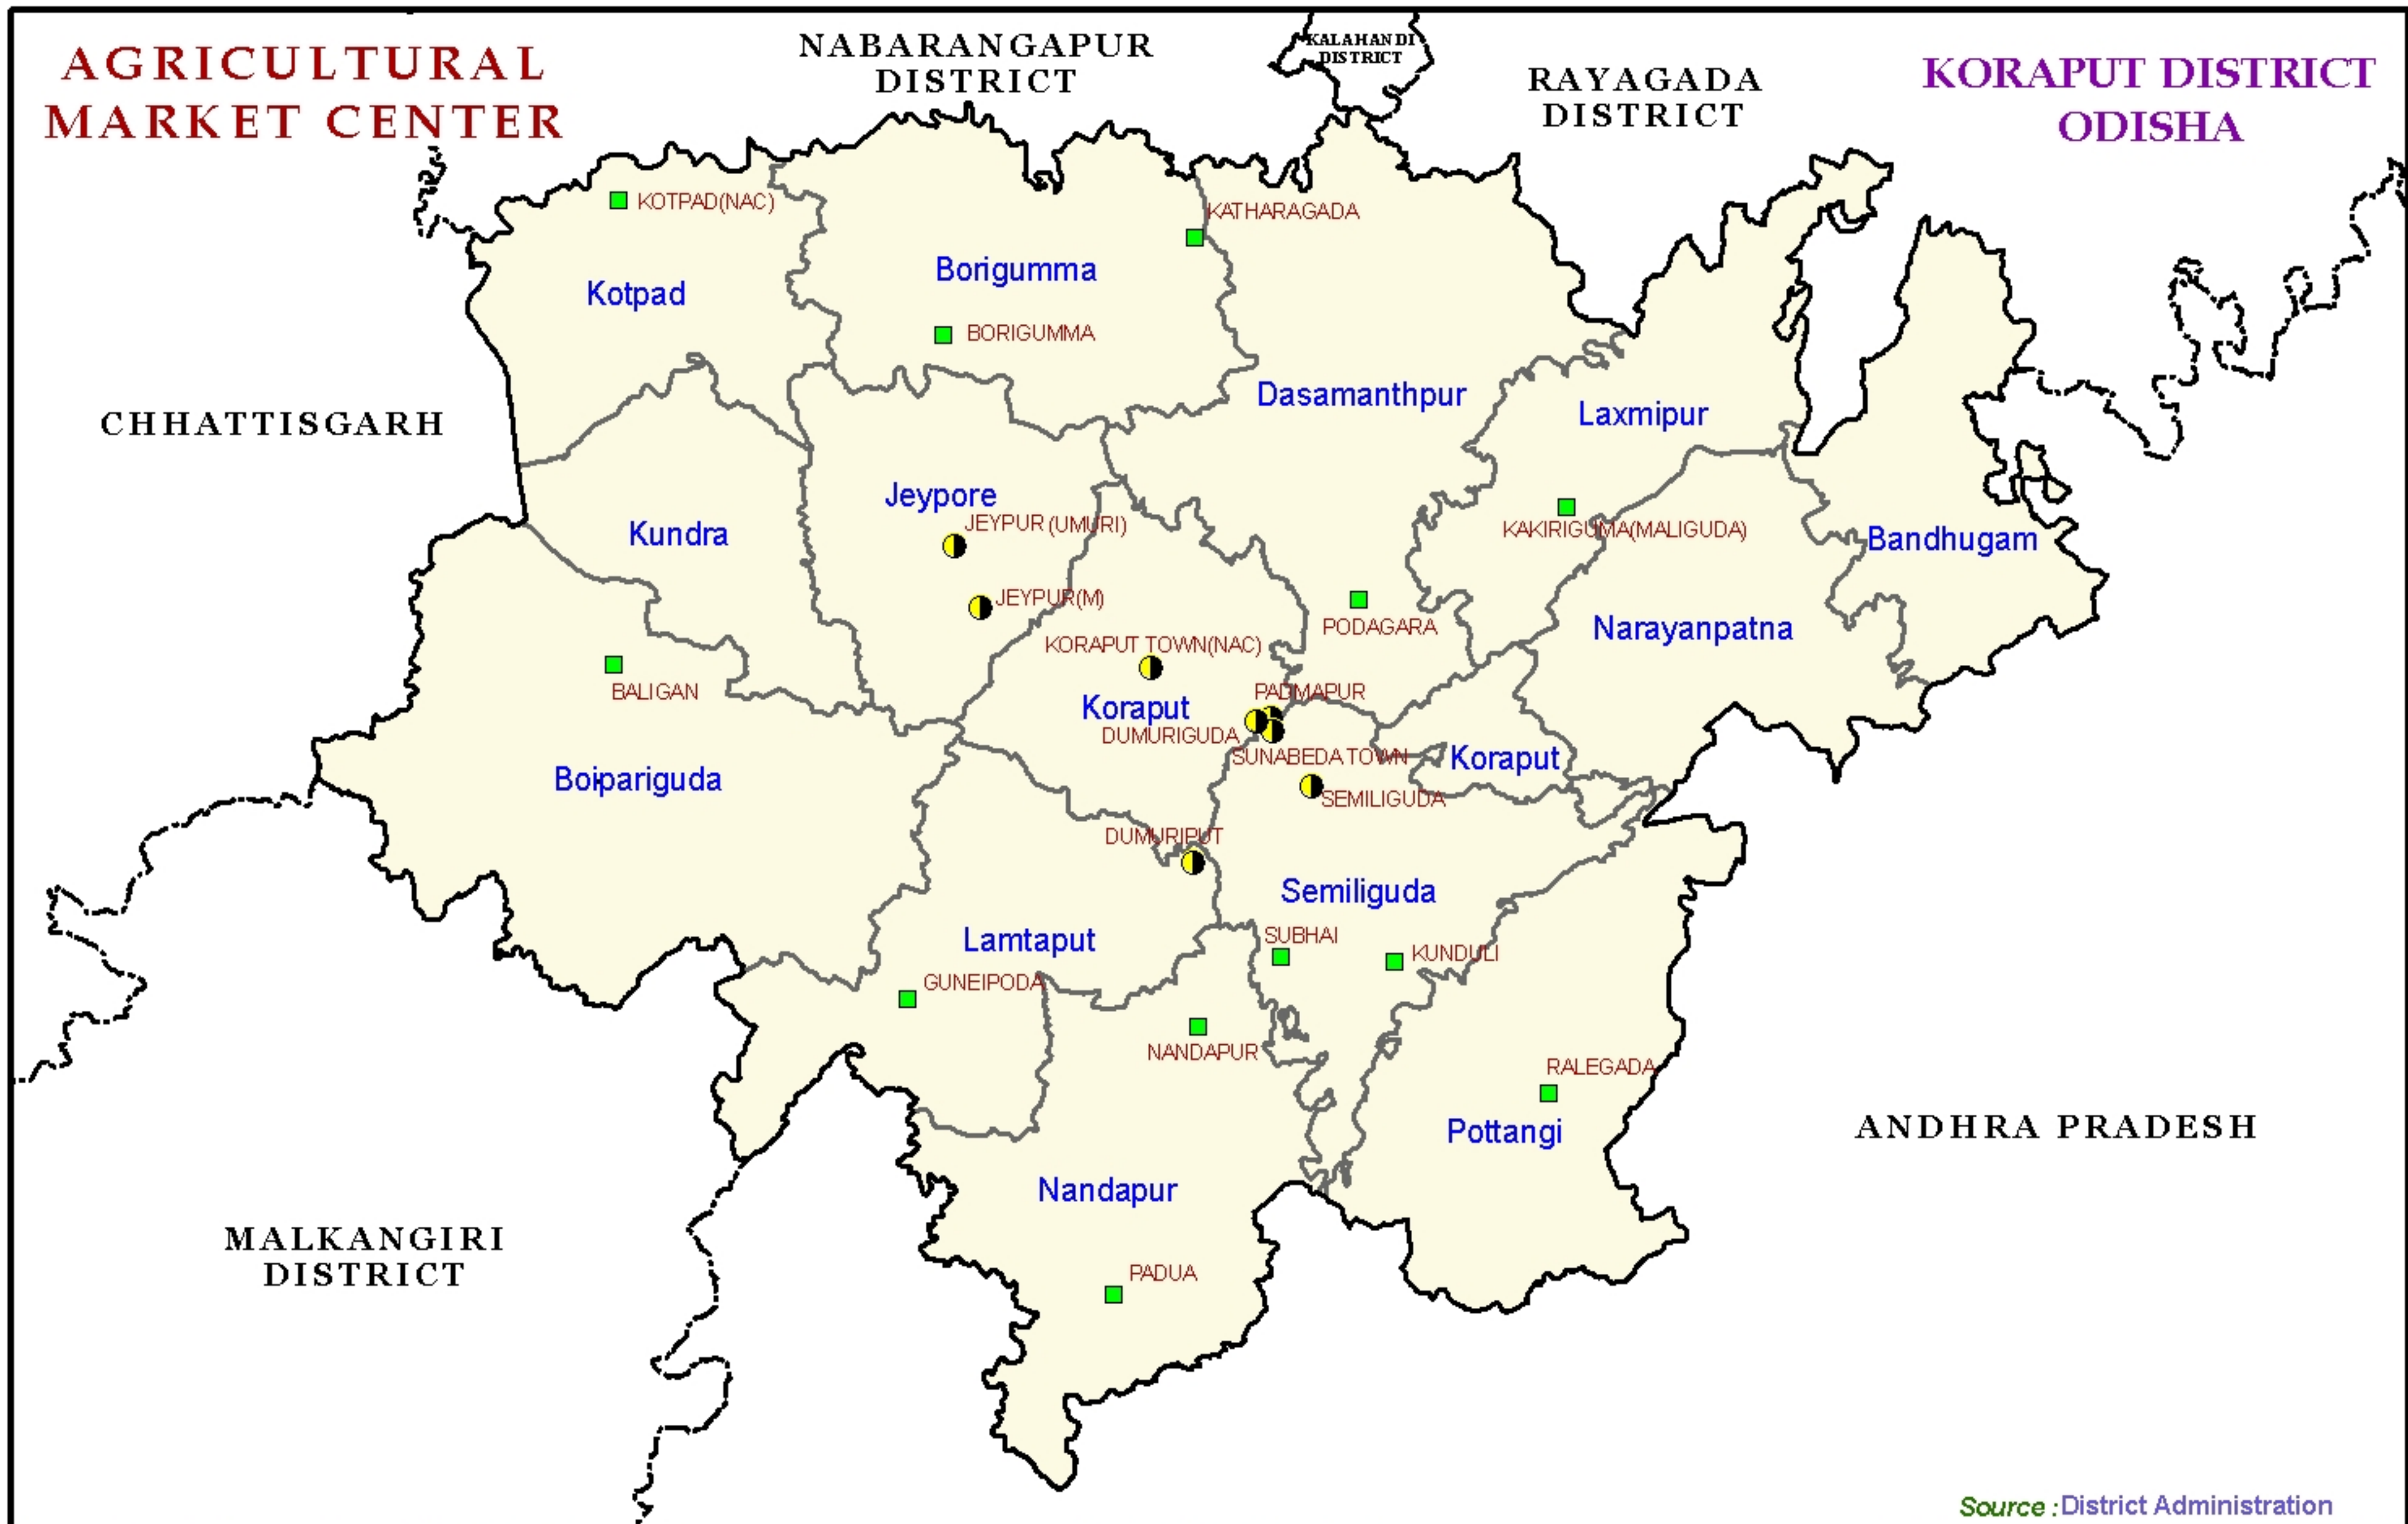 AGRICULTURAL
MARKET CENTER
NABARANGAPUR
DISTRICT
KALAHANDI
DISTRICT
RAYAGADA
DISTRICT
KORAPUT DISTRICT
ODISHA
KOTPAD(NAC)
KATHARAGADA
Borigumma
Kotpad
BORIGUMMA
Dasamanthpur
Laxmipur
CHHATTISGARH
Jeypore
JEYPUR (UMURI)
KAKIRIGUMA(MALIGUDA)
Kundra
Bandhugam
JEYPUR(M)
PODAGARA
Narayanpatna
KORAPUT TOWN(NAC)
BALIGAN
PADMAPUR
Koraput
DUMURIGUDA
SUNABEDA TOWN
Koraput
Boipariguda
SEMILIGUDA
DUMURIPUT
Semiliguda
SUBHAI
Lamtaput
KUNDULI
GUNEIPODA
NANDAPUR
RALEGADA
Pottangi
ANDHRA PRADESH
Nandapur
MALKANGIRI
DISTRICT
PADUA
Source : District Administration